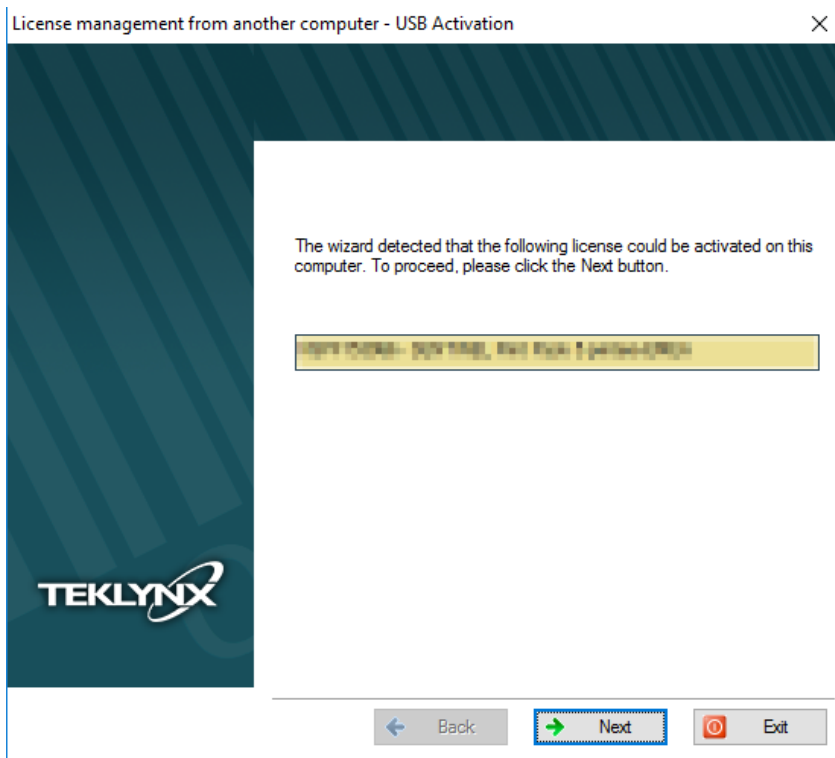 License management from another computer - USB Activation
The wizard detected that the following license could be activated on this
computer. To proceed, please click the Next button.
TEKLYNX
Back
Next
Exit